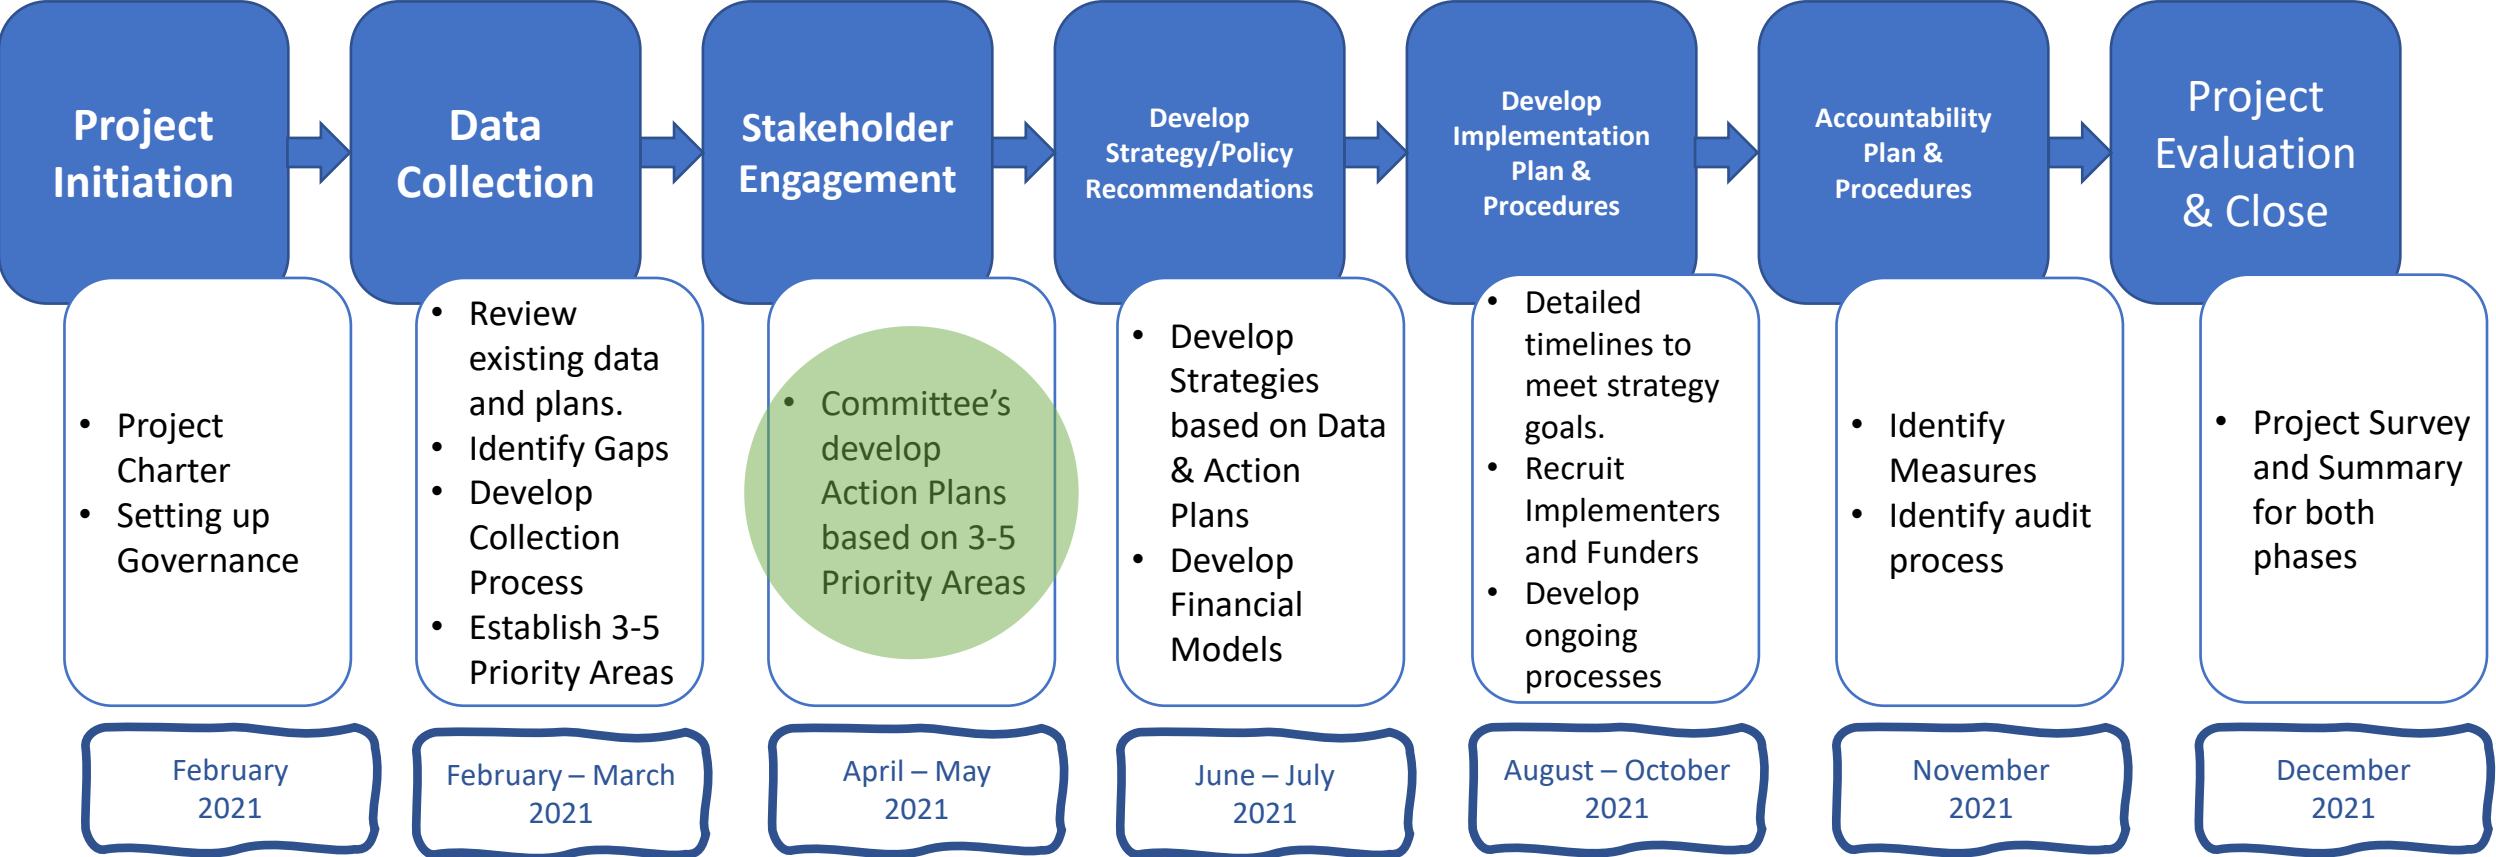 Project
Initiation
Data
Collection
Stakeholder
Engagement
Develop
Strategy/Policy
Recommendations
Develop
Implementation
Plan &
Procedures
Accountability
Plan &
Procedures
Project
Evaluation
& Close
• Project
Charter
• Setting up
Governance
• Review
existing data
and plans.
• Identify Gaps
• Develop
Collection
Process
• Establish 3-5
Priority Areas
• Committee’s
develop
Action Plans
based on 3-5
Priority Areas
• Develop
Strategies
based on Data
& Action
Plans
• Develop
Financial
Models
• Detailed
timelines to
meet strategy
goals.
• Recruit
Implementers
and Funders
• Develop
ongoing
processes
• Identify
Measures
• Identify audit
process
• Project Survey
and Summary
for both
phases
February
2021
February – March
2021
April – May
2021
June – July
2021
August – October
2021
November
2021
December
2021